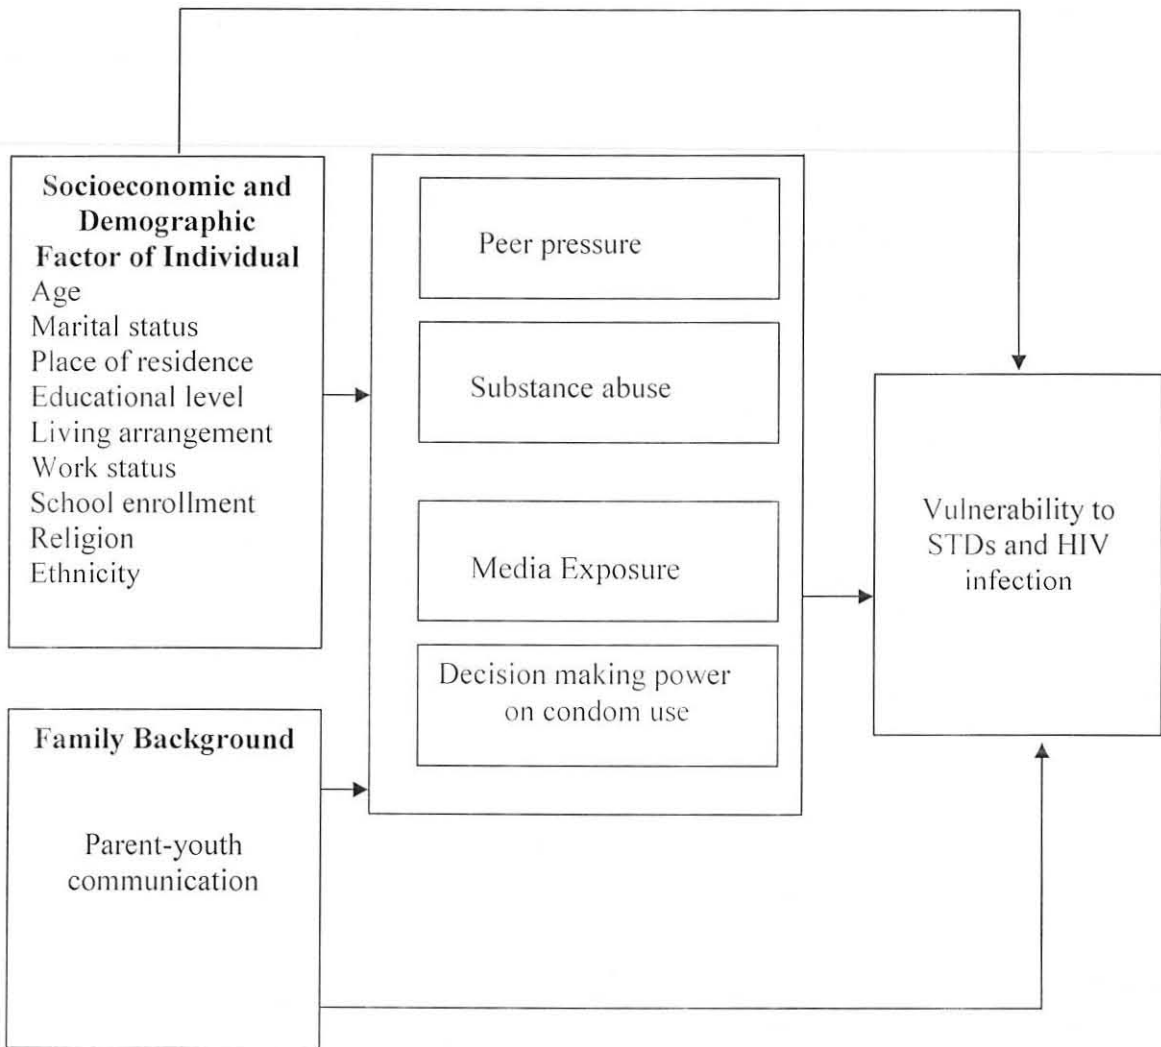 Socioeconomic and
Demographic
Factor of Individual
Age
Marital status
Place of residence
Educational level
Living arrangement
Work status
School enrollment
Religion
Ethnicity
Family Background
Parent-youth
communication
Peer pressure
Substance abuse
Media Exposure
Decision making power
on condom use
Vulnerability to
STDs and HIV
infection